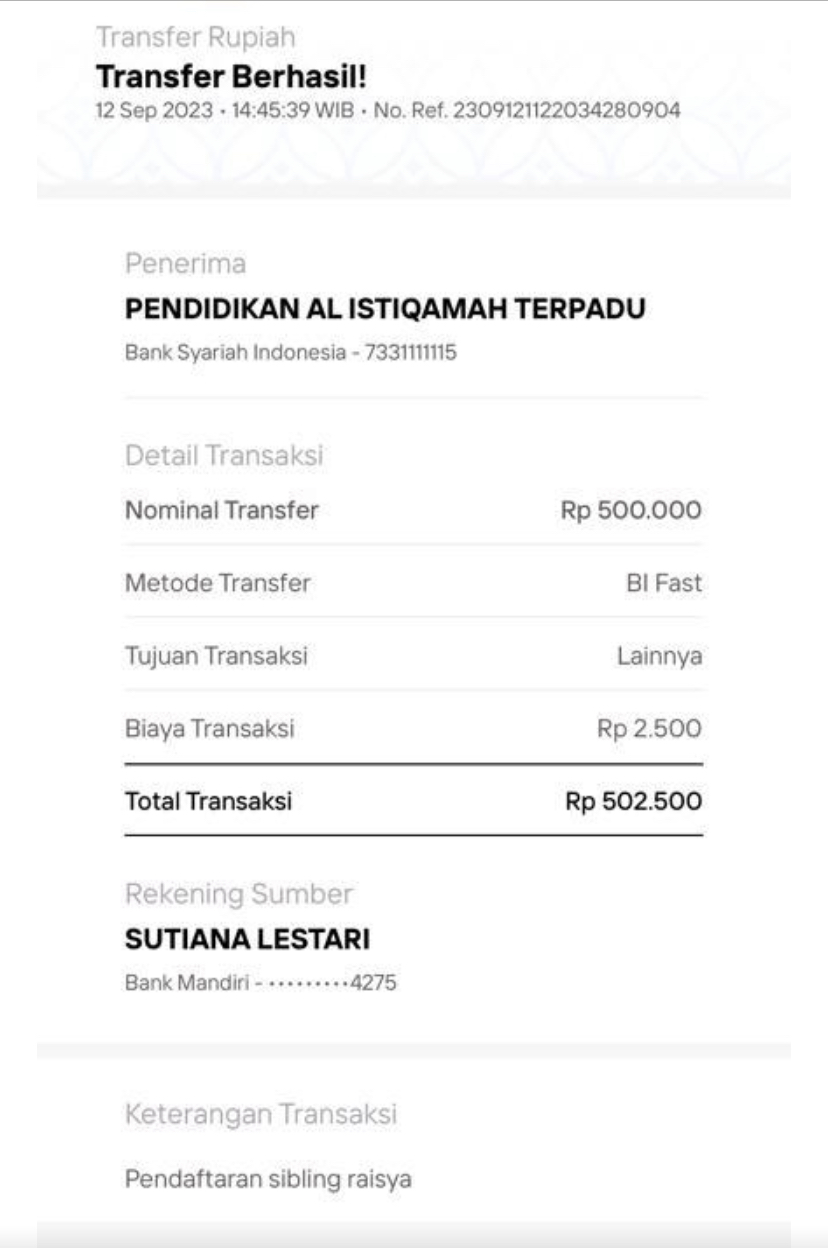 Transfer Rupiah
Transfer Berhasil!
12 Sep 2023 • 14:45:39 WIB • No. Ref. 2309121122034280904
Penerima
PENDIDIKAN AL ISTIQAMAH TERPADU
Bank Syariah Indonesia - 7331111115
Detail Transaksi
Nominal Transfer Rp 500.000
Metode Transfer BI Fast
Tujuan Transaksi Lainnya
Biaya Transaksi Rp 2.500
Total Transaksi Rp 502.500
Rekening Sumber
SUTIANA LESTARI
Bank Mandiri - •••••••••4275
Keterangan Transaksi
Pendaftaran sibling raisya